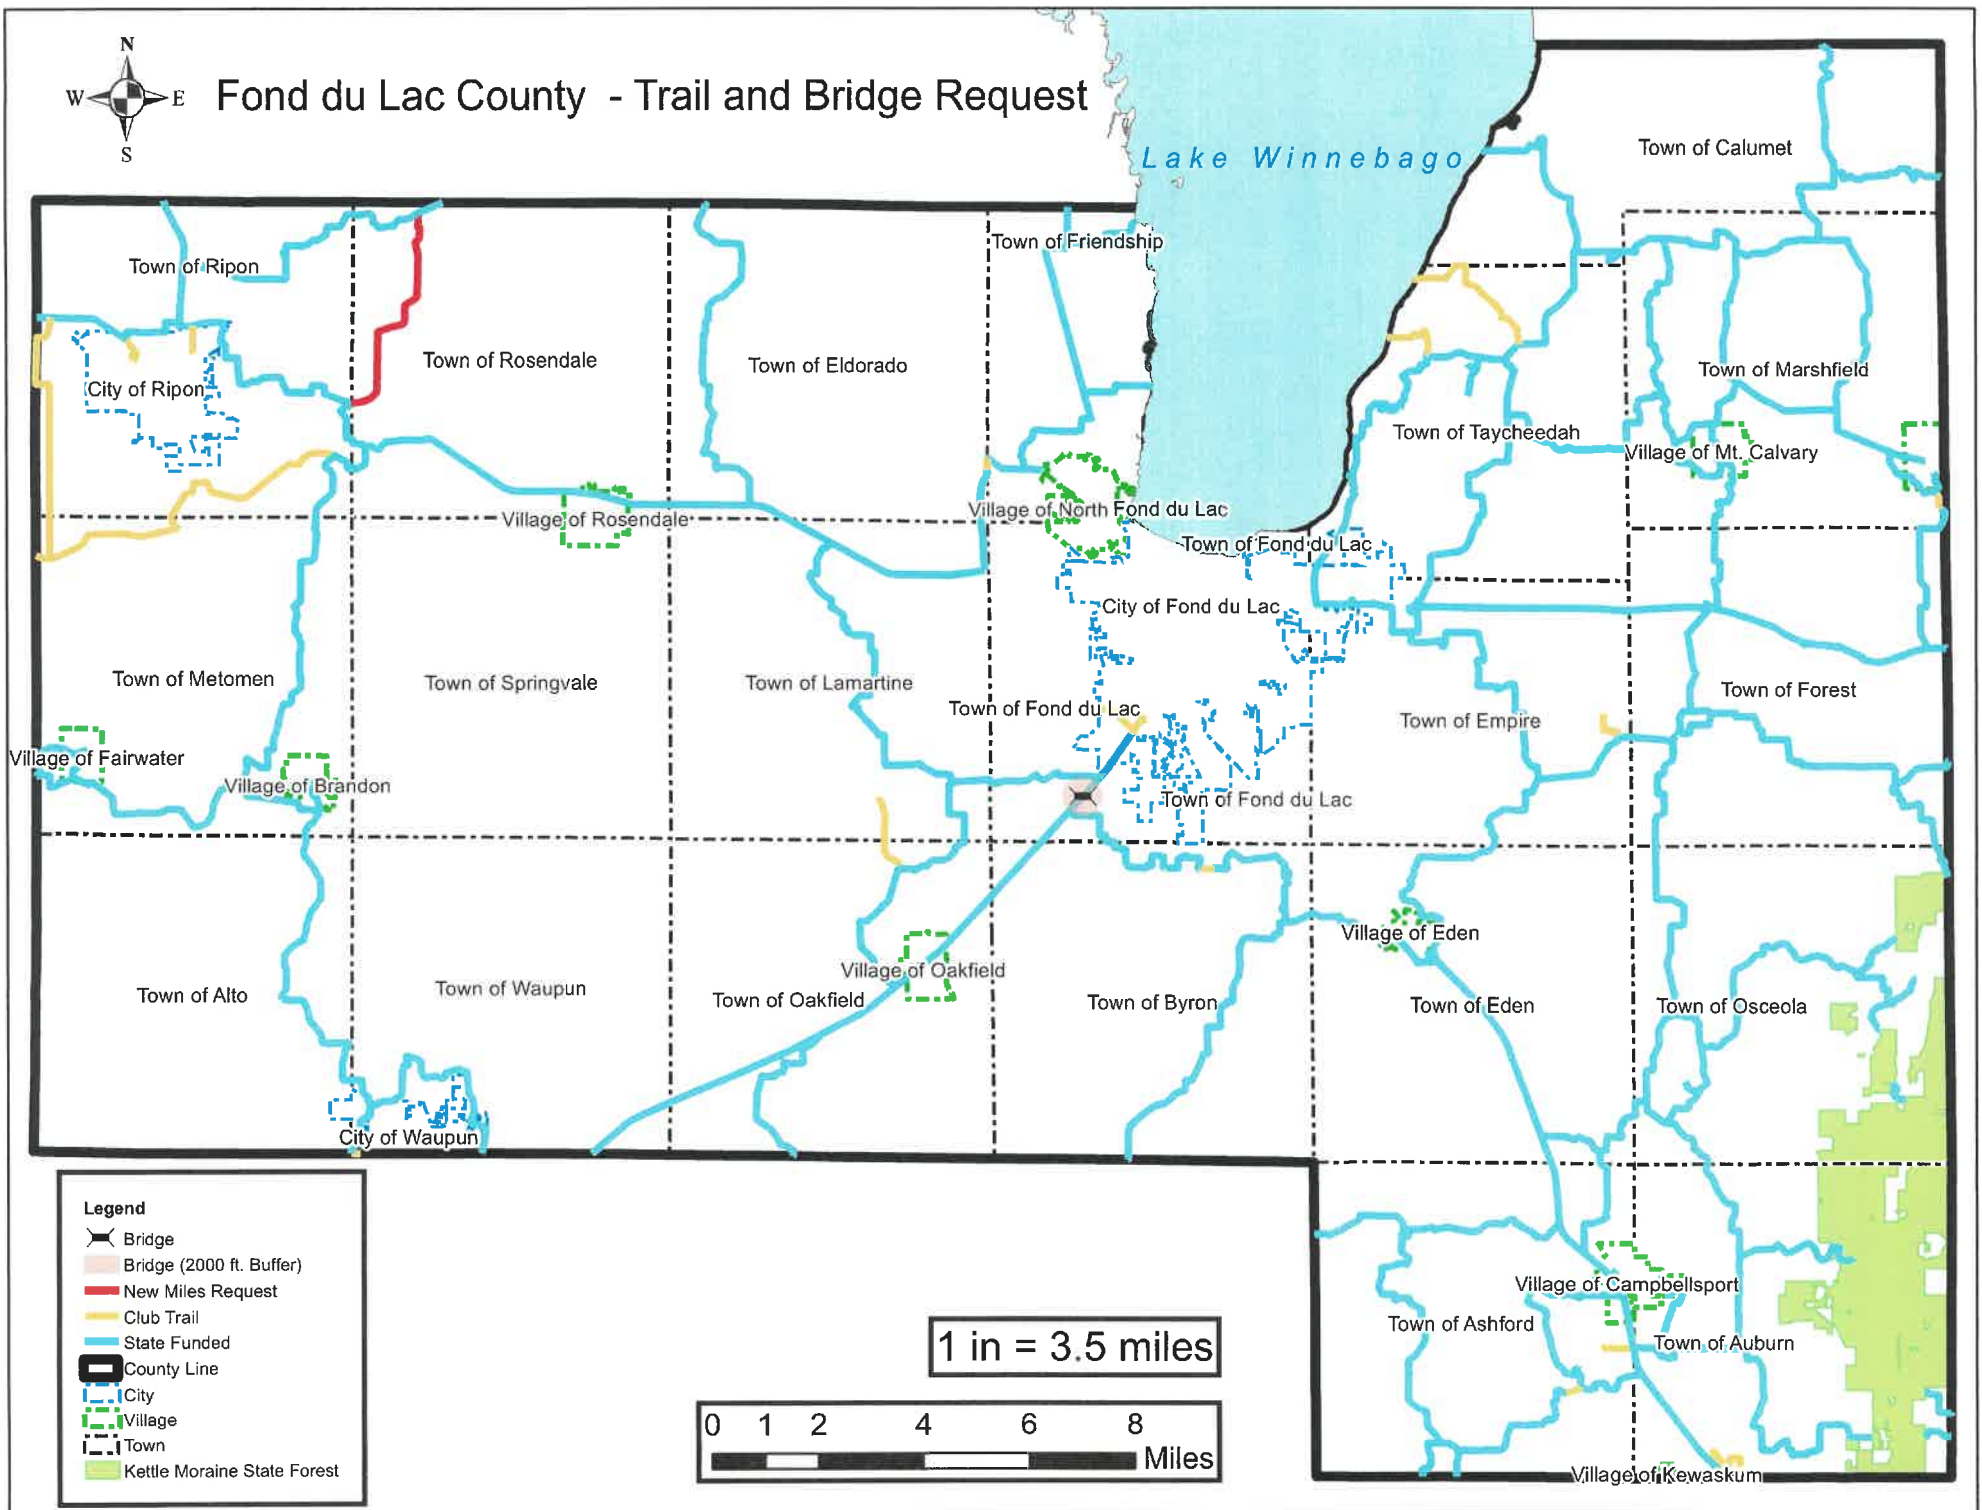 N
W E
S
Fond du Lac County - Trail and Bridge Request
Lake Winnebago
Town of Calumet
Town of Friendship
Town of Ripon
Town of Rosendale
Town of Eldorado
Town of Marshfield
City of Ripon
Town of Taycheedah
Village of Mt. Calvary
Village of Rosendale
Village of North Fond du Lac
Town of Fond du Lac
City of Fond du Lac
Town of Metomen
Town of Springvale
Town of Lamartine
Town of Fond du Lac
Town of Empire
Town of Forest
Village of Fairwater
Village of Brandon
Town of Fond du Lac
Village of Eden
Village of Oakfield
Town of Alto
Town of Waupun
Town of Oakfield
Town of Byron
Town of Eden
Town of Osceola
City of Waupun
Village of Campbellsport
Town of Ashford
Town of Auburn
Village of Kewaskum
Legend
Bridge
Bridge (2000 ft. Buffer)
New Miles Request
Club Trail
State Funded
County Line
City
Village
Town
Kettle Moraine State Forest
1 in = 3.5 miles
0 1 2 4 6 8
Miles